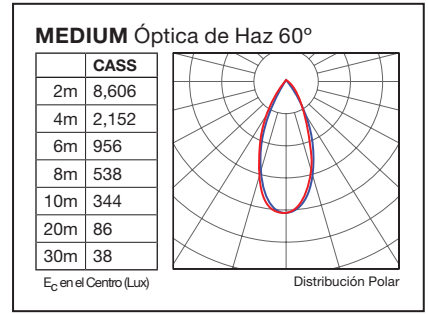 MEDIUM Óptica de Haz 60º
CASS
2m 8,606
4m 2,152
6m 956
8m 538
10m 344
20m 86
30m 38
EC en el Centro (Lux)
Distribución Polar